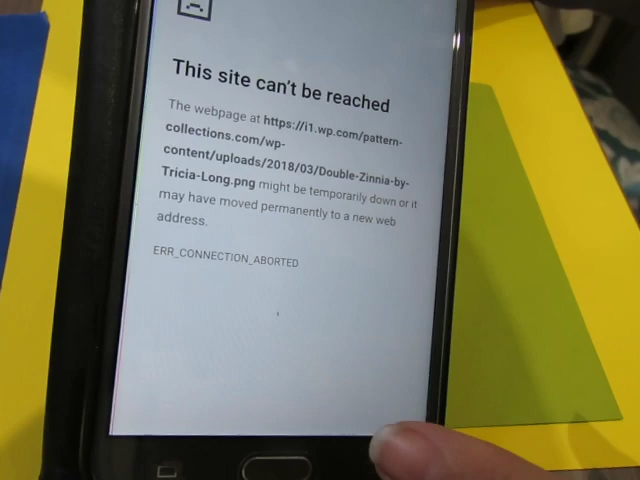 This site can't be reached
The webpage at https://i1.wp.com/pattern-
collections.com/wp-
content/uploads/2018/03/Double-Zinnia-by-
Tricia-Long.png might be temporarily down or it
may have moved permanently to a new web
address.
ERR_CONNECTION_ABORTED